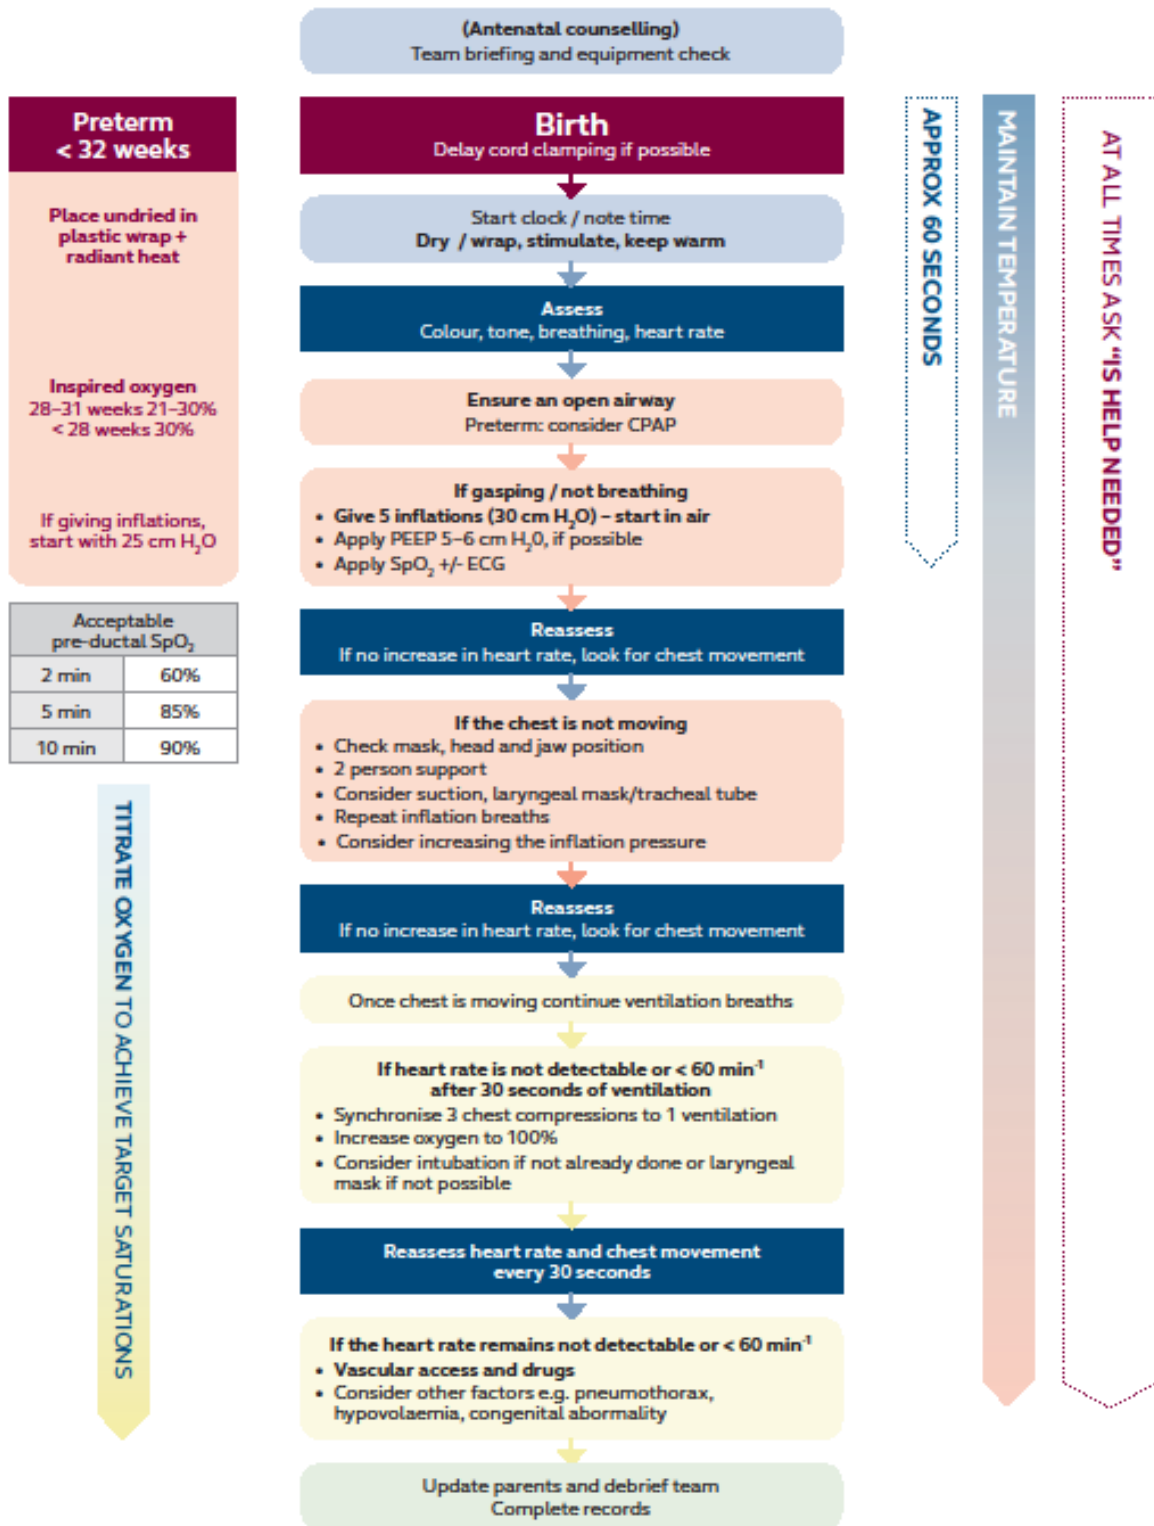 (Antenatal counselling)
Team briefing and equipment check
Preterm
< 32 weeks
Place undried in
plastic wrap +
radiant heat
Inspired oxygen
28–31 weeks 21–30%
< 28 weeks 30%
If giving inflations,
start with 25 cm H₂O
Acceptable
pre-ductal SpO₂
2 min 60%
5 min 85%
10 min 90%
TITRATE OXYGEN TO ACHIEVE TARGET SATURATIONS
Birth
Delay cord clamping if possible
Start clock / note time
Dry / wrap, stimulate, keep warm
Assess
Colour, tone, breathing, heart rate
Ensure an open airway
Preterm: consider CPAP
If gasping / not breathing
• Give 5 inflations (30 cm H₂O) – start in air
• Apply PEEP 5–6 cm H₂0, if possible
• Apply SpO₂ +/- ECG
Reassess
If no increase in heart rate, look for chest movement
If the chest is not moving
• Check mask, head and jaw position
• 2 person support
• Consider suction, laryngeal mask/tracheal tube
• Repeat inflation breaths
• Consider increasing the inflation pressure
Reassess
If no increase in heart rate, look for chest movement
Once chest is moving continue ventilation breaths
If heart rate is not detectable or < 60 min⁻¹
after 30 seconds of ventilation
• Synchronise 3 chest compressions to 1 ventilation
• Increase oxygen to 100%
• Consider intubation if not already done or laryngeal
mask if not possible
Reassess heart rate and chest movement
every 30 seconds
If the heart rate remains not detectable or < 60 min⁻¹
• Vascular access and drugs
• Consider other factors e.g. pneumothorax,
hypovolaemia, congenital abormality
Update parents and debrief team
Complete records
APPROX 60 SECONDS
MAINTAIN TEMPERATURE
AT ALL TIMES ASK “IS HELP NEEDED”